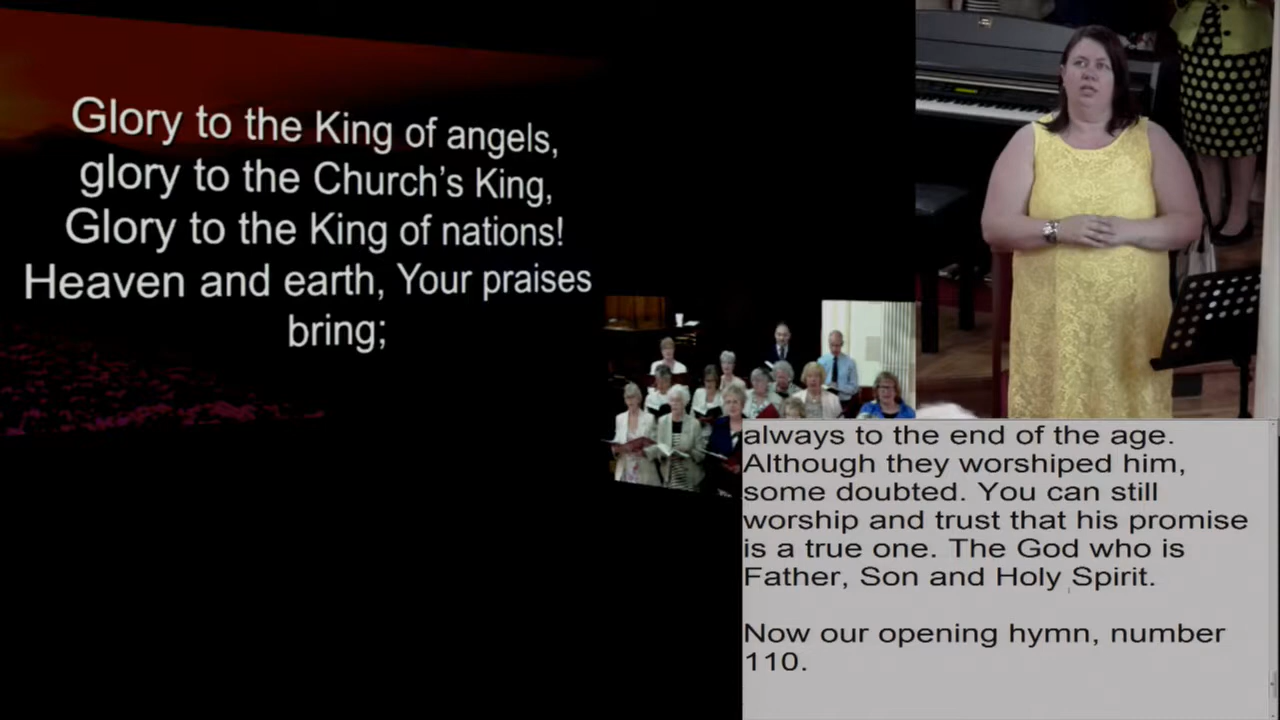 Glory to the King of angels,
glory to the Church’s King,
Glory to the King of nations!
Heaven and earth, Your praises
bring;
always to the end of the age.
Although they worshiped him,
some doubted. You can still
worship and trust that his promise
is a true one. The God who is
Father, Son and Holy Spirit.
Now our opening hymn, number
110.